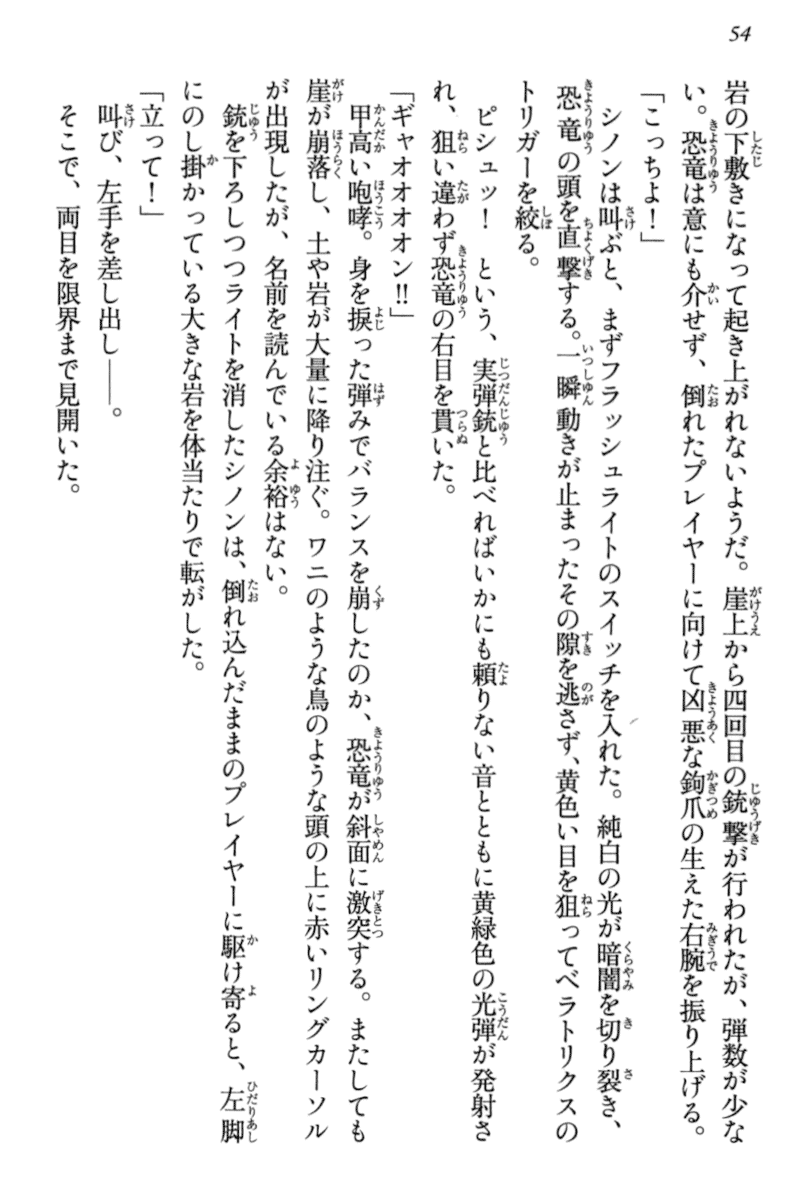 54
岩の下敷きになって起き上がれないようだ。崖上から四回目の銃撃が行われたが、弾数が少な
い。恐竜は意にも介せず、倒れたプレイヤーに向けて凶悪な鉤爪の生えた右腕を振り上げる。
「こっちよ！」
シノンは叫ぶと、まずフラッシュライトのスイッチを入れた。純白の光が暗闇を切り裂き、
恐竜の頭を直撃する。一瞬動きが止まったその隙を逃さず、黄色い目を狙ってベラトリクスの
トリガーを絞る。
ピシュッ！　という、実弾銃と比べればいかにも頼りない音とともに黄緑色の光弾が発射さ
れ、狙い違わず恐竜の右目を貫いた。
「ギャオオオオン!!」
甲高い咆哮。身を捩った弾みでバランスを崩したのか、恐竜が斜面に激突する。またしても
崖が崩落し、土や岩が大量に降り注ぐ。ワニのような鳥のような頭の上に赤いリングカーソル
が出現したが、名前を読んでいる余裕はない。
銃を下ろしつつライトを消したシノンは、倒れ込んだままのプレイヤーに駆け寄ると、左脚
にのし掛かっている大きな岩を体当たりで転がした。
「立って！」
叫び、左手を差し出し――。
そこで、両目を限界まで見開いた。